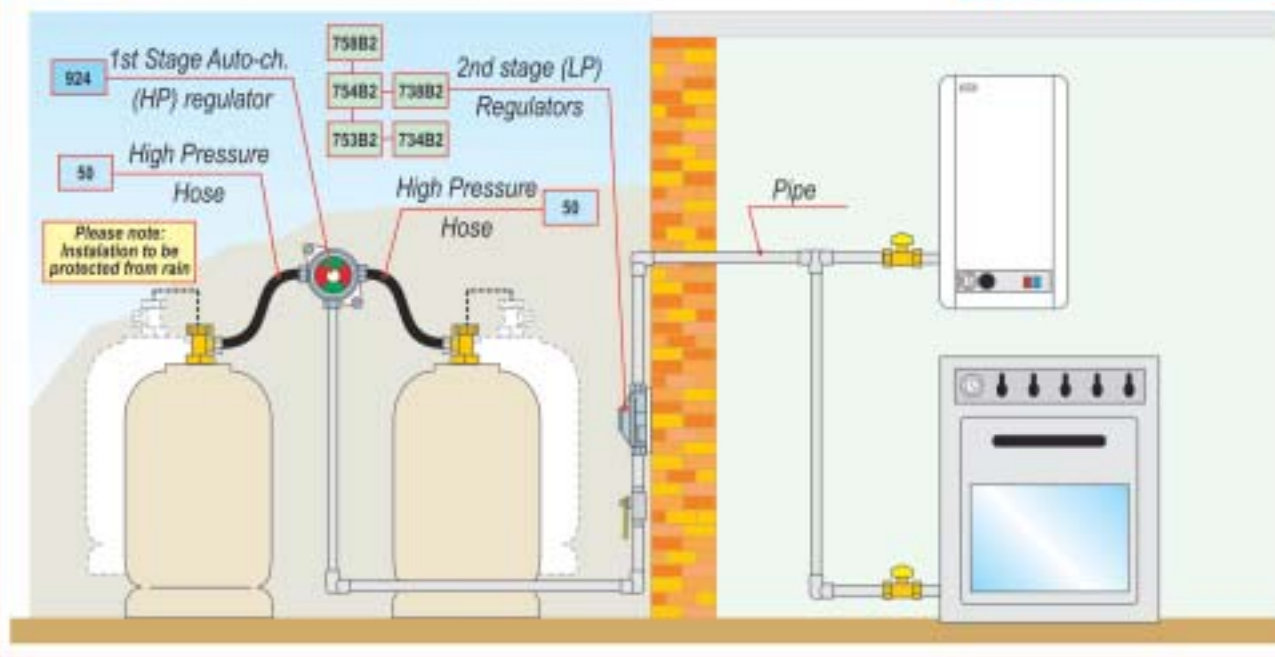 924
1st Stage Auto-ch.
(HP) regulator
758B2
754B2
738B2
753B2
734B2
2nd stage (LP)
Regulators
50
High Pressure
Hose
High Pressure
Hose
50
Please note:
Instalation to be
protected from rain
Pipe